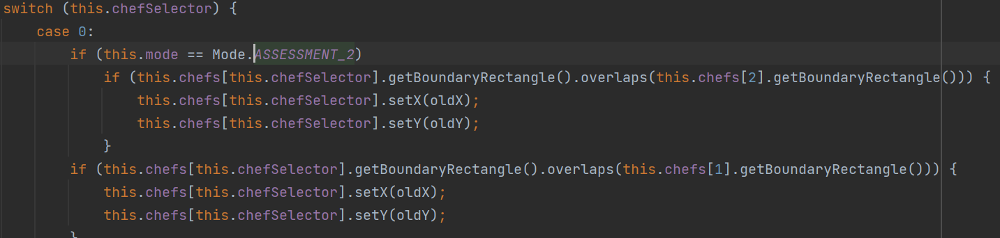 switch (this.chefSelector) {
case 0:
if (this.mode == Mode.ASSESSMENT_2)
if (this.chefs[this.chefSelector].getBoundaryRectangle().overlaps(this.chefs[2].getBoundaryRectangle())) {
this.chefs[this.chefSelector].setX(oldX);
this.chefs[this.chefSelector].setY(oldY);
}
if (this.chefs[this.chefSelector].getBoundaryRectangle().overlaps(this.chefs[1].getBoundaryRectangle())) {
this.chefs[this.chefSelector].setX(oldX);
this.chefs[this.chefSelector].setY(oldY);
}